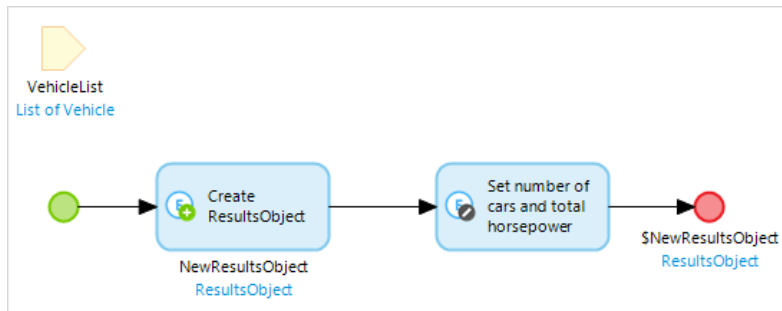 VehicleList
List of Vehicle
E
Create
ResultsObject
NewResultsObject
ResultsObject
E
Set number of
cars and total
horsepower
$NewResultsObject
ResultsObject